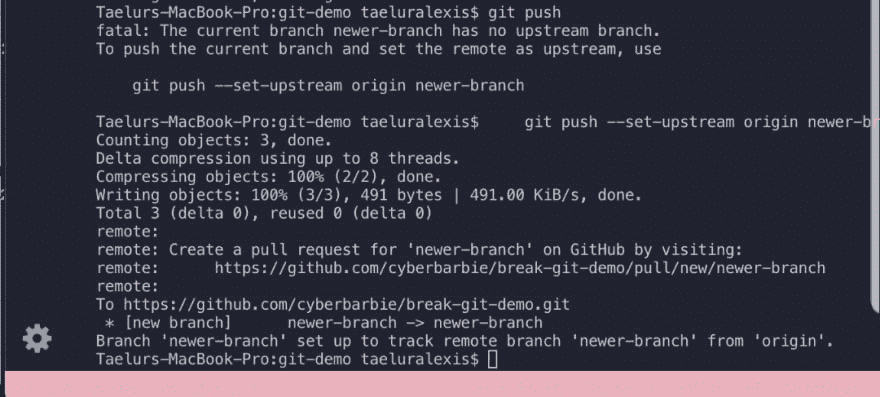 Taelurs-MacBook-Pro:git-demo taeluralexis$ git push
fatal: The current branch newer-branch has no upstream branch.
To push the current branch and set the remote as upstream, use
git push --set-upstream origin newer-branch
Taelurs-MacBook-Pro:git-demo taeluralexis$     git push --set-upstream origin newer-br
Counting objects: 3, done.
Delta compression using up to 8 threads.
Compressing objects: 100% (2/2), done.
Writing objects: 100% (3/3), 491 bytes | 491.00 KiB/s, done.
Total 3 (delta 0), reused 0 (delta 0)
remote:
remote: Create a pull request for 'newer-branch' on GitHub by visiting:
remote:      https://github.com/cyberbarbie/break-git-demo/pull/new/newer-branch
remote:
To https://github.com/cyberbarbie/break-git-demo.git
* [new branch]      newer-branch -> newer-branch
Branch 'newer-branch' set up to track remote branch 'newer-branch' from 'origin'.
Taelurs-MacBook-Pro:git-demo taeluralexis$